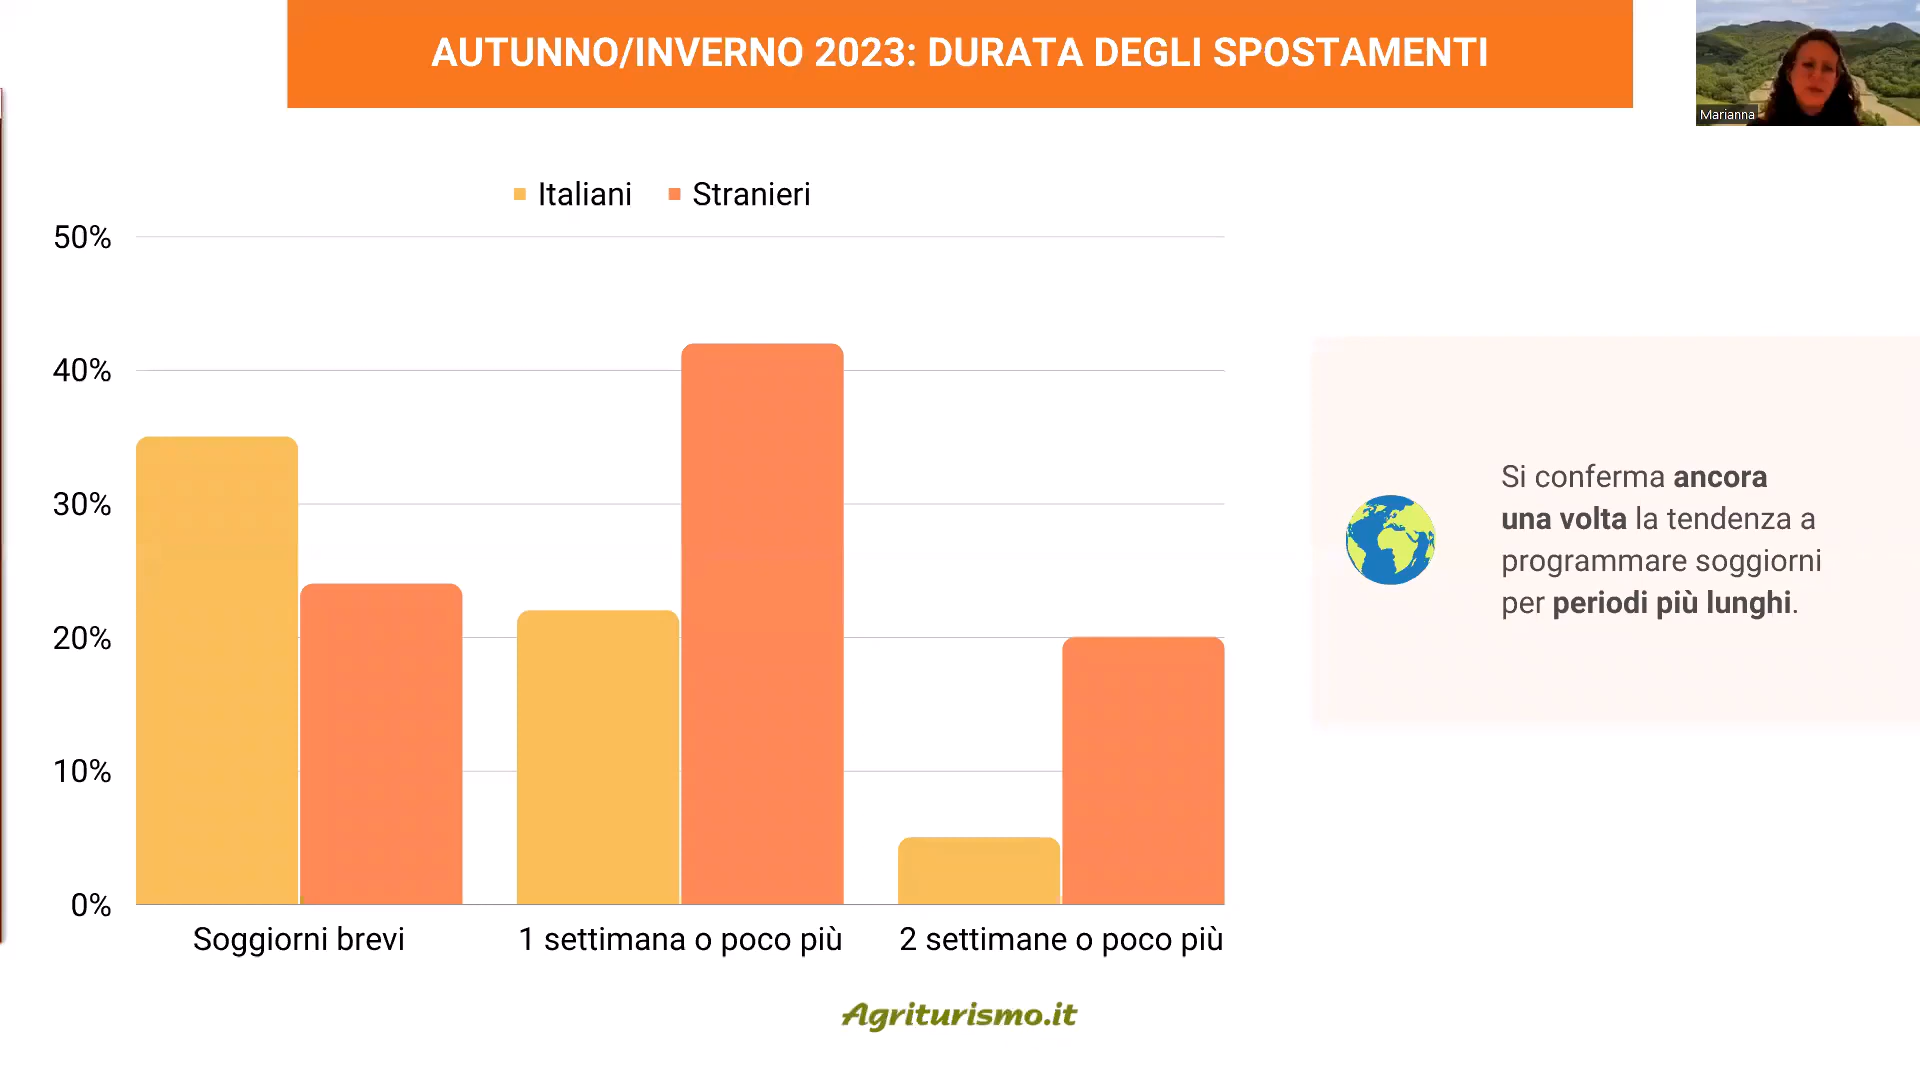 AUTUNNO/INVERNO 2023: DURATA DEGLI SPOSTAMENTI
Marianna
Italiani Stranieri
50%
40%
30%
20%
10%
0%
Soggiorni brevi 1 settimana o poco più 2 settimane o poco più
Si conferma ancora
una volta la tendenza a
programmare soggiorni
per periodi più lunghi.
Agriturismo.it